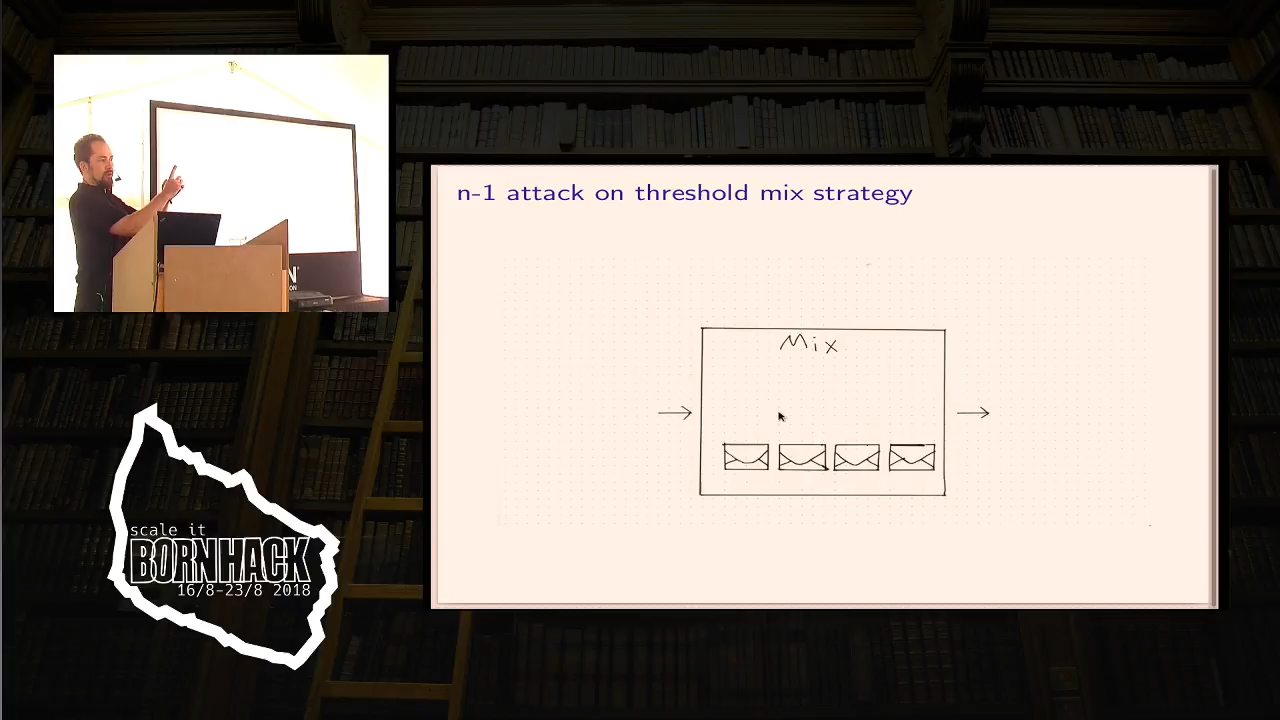 n-1 attack on threshold mix strategy
Mix
scale it
BORNHACK
16/8-23/8 2018